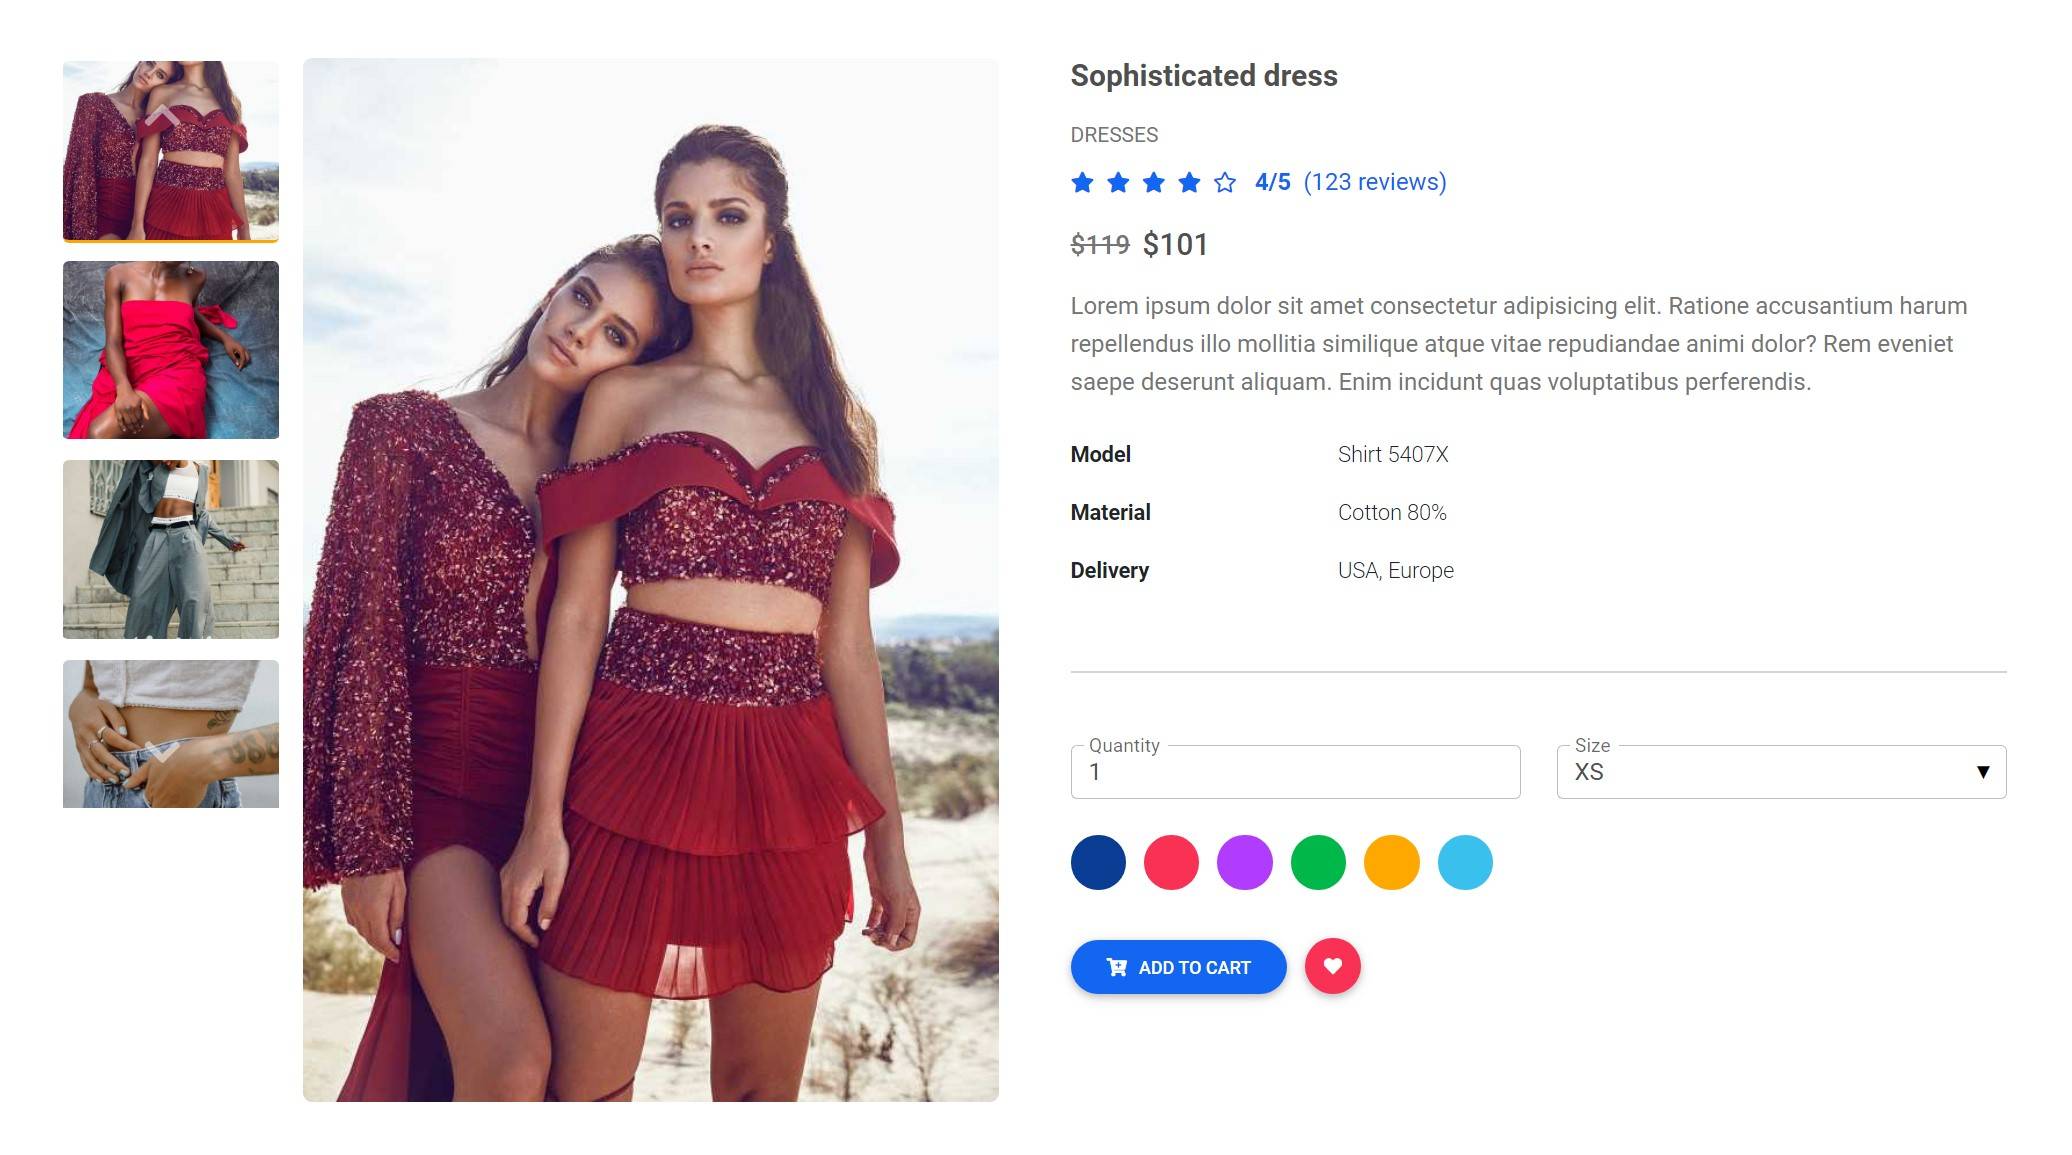 Sophisticated dress
DRESSES
4/5 (123 reviews)
$119 $101
Lorem ipsum dolor sit amet consectetur adipisicing elit. Ratione accusantium harum
repellendus illo mollitia similique atque vitae repudiandae animi dolor? Rem eveniet
saepe deserunt aliquam. Enim incidunt quas voluptatibus perferendis.
Model Shirt 5407X
Material Cotton 80%
Delivery USA, Europe
Quantity
1
Size
XS
ADD TO CART